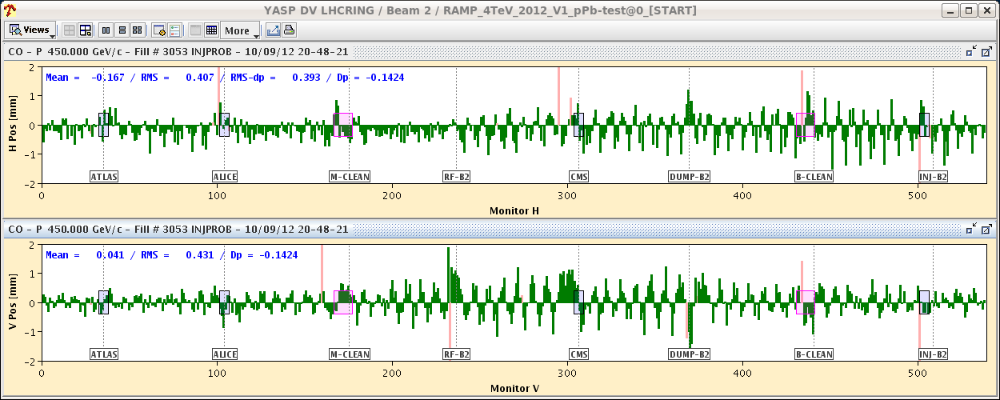 YASP DV LHCRING / Beam 2 / RAMP_4TeV_2012_V1_pPb-test@0_[START]
Views More
CO - P 450.000 GeV/c - Fill # 3053 INJPROB - 10/09/12 20-48-21
Mean = -0.167 / RMS = 0.407 / RMS-dp = 0.393 / Dp = -0.1424
H Pos [mm]
2
1
0
-1
-2
ATLAS ALICE M-CLEAN RF-B2 CMS DUMP-B2 B-CLEAN INJ-B2
0 100 200 300 400 500
Monitor H
CO - P 450.000 GeV/c - Fill # 3053 INJPROB - 10/09/12 20-48-21
Mean = 0.041 / RMS = 0.431 / Dp = -0.1424
V Pos [mm]
2
1
0
-1
-2
ATLAS ALICE M-CLEAN RF-B2 CMS DUMP-B2 B-CLEAN INJ-B2
0 100 200 300 400 500
Monitor V